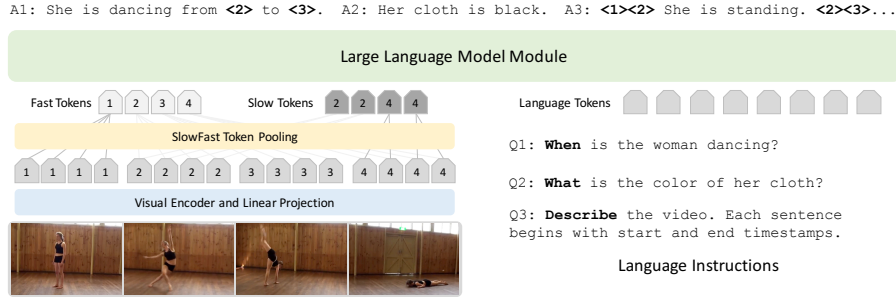 A1: She is dancing from <2> to <3>. A2: Her cloth is black. A3: <1><2> She is standing. <2><3>...
Large Language Model Module
Fast Tokens 1 2 3 4 Slow Tokens 2 2 4 4 Language Tokens
SlowFast Token Pooling
1 1 1 1 2 2 2 2 3 3 3 3 4 4 4 4
Visual Encoder and Linear Projection
Q1: When is the woman dancing?
Q2: What is the color of her cloth?
Q3: Describe the video. Each sentence
begins with start and end timestamps.
Language Instructions